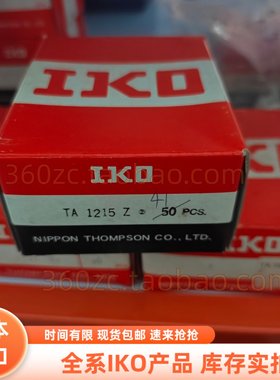 IKO
IKO
TA 1215 Z ② 41 50 PCS.
NIPPON THOMPSON CO., LTD.
360zc.taobao.com
时间有限 现货包邮 速来抢抢
全系IKO产品 库存实拍